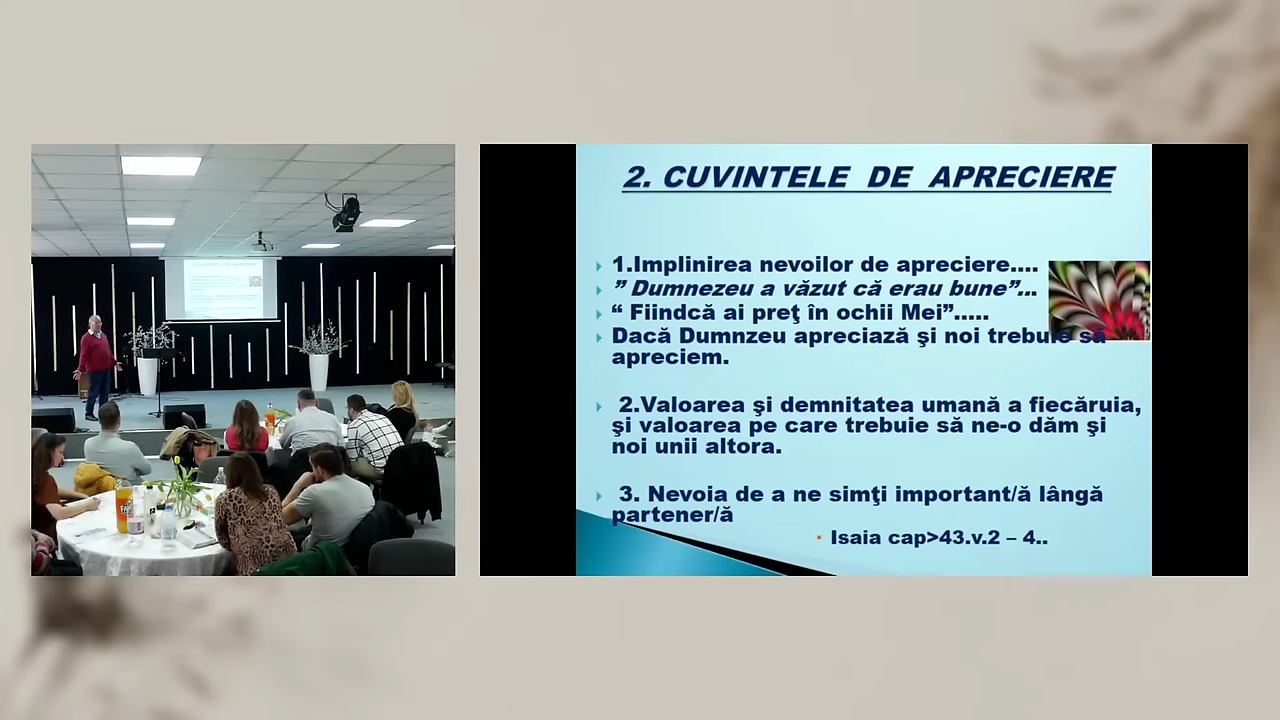 2. CUVINTELE DE APRECIERE
1.Implinirea nevoilor de apreciere....
” Dumnezeu a văzut că erau bune”...
“ Fiindcă ai preţ în ochii Mei”.....
Dacă Dumnzeu apreciază şi noi trebuie să
apreciem.
2.Valoarea şi demnitatea umană a fiecăruia,
şi valoarea pe care trebuie să ne-o dăm şi
noi unii altora.
3. Nevoia de a ne simţi important/ă lângă
partener/ă
Isaia cap>43.v.2 – 4..